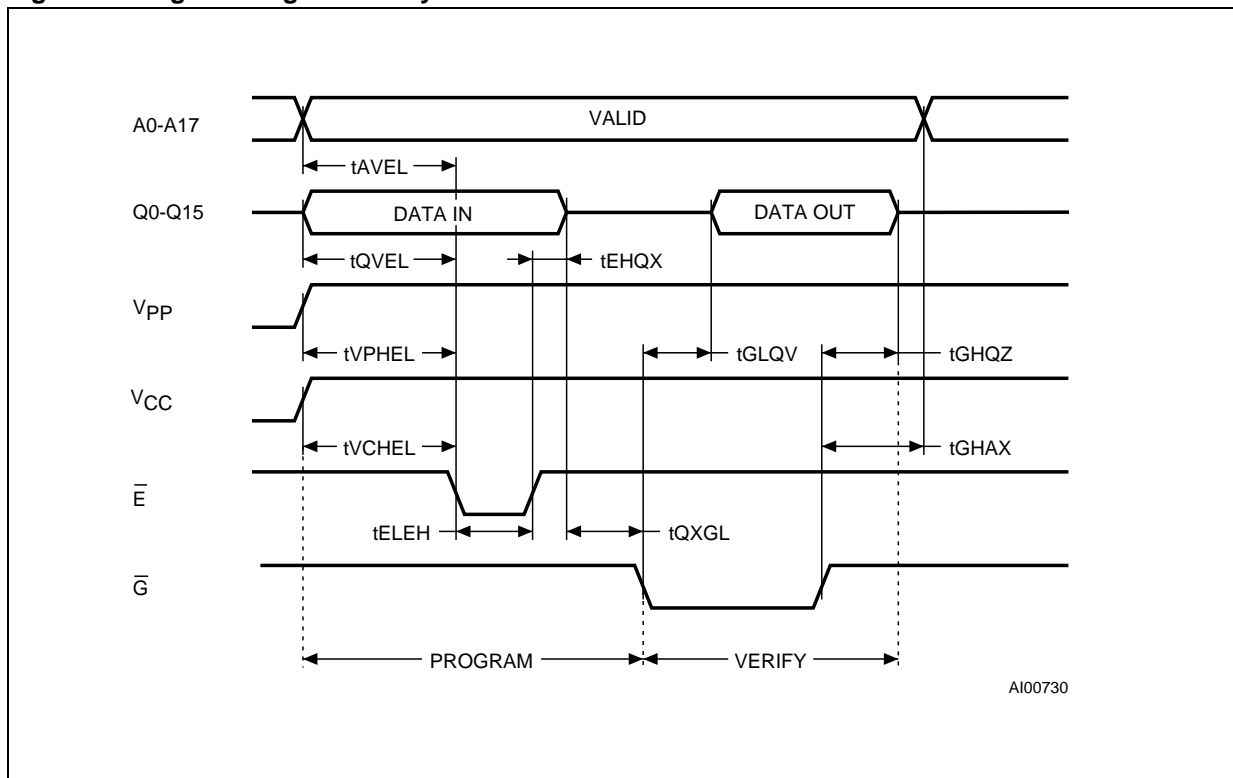 A0-A17
VALID
tAVEL
Q0-Q15
DATA IN
DATA OUT
tQVEL
tEHQX
VPP
tVPHEL
tGLQV
tGHQZ
VCC
tVCHEL
tGHAX
E̅
tELEH
tQXGL
G̅
PROGRAM
VERIFY
AI00730